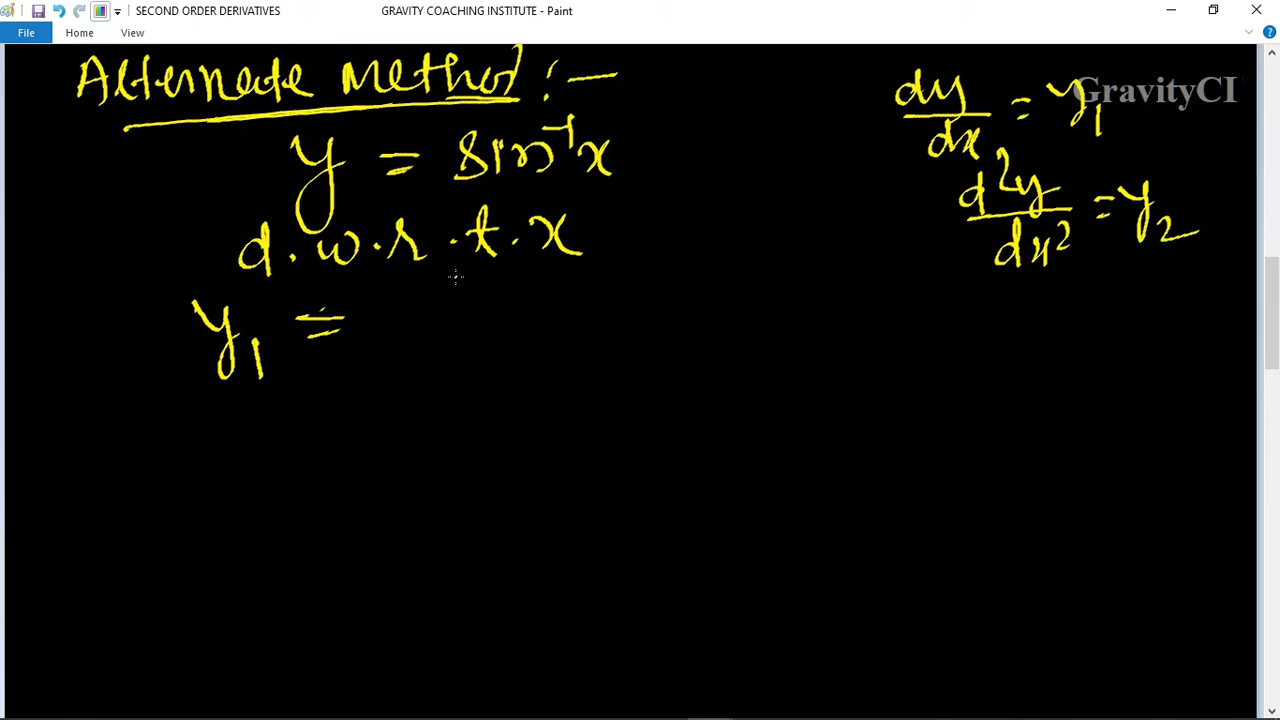 SECOND ORDER DERIVATIVES
GRAVITY COACHING INSTITUTE - Paint
File Home View
Alternate Method :-
y = sin⁻¹x
d.w.r.t.x
y₁ =
GravityCI
dy/dx = y₁
d²y/dx² = y₂